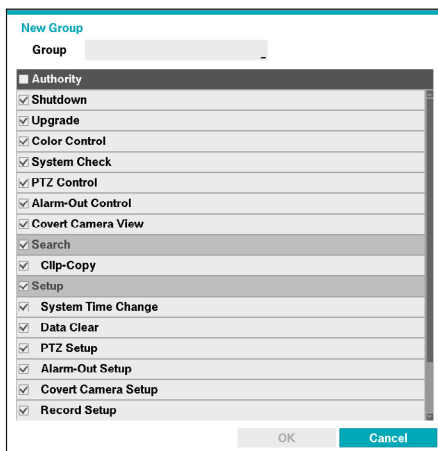 New Group
Group
Authority
Shutdown
Upgrade
Color Control
System Check
PTZ Control
Alarm-Out Control
Covert Camera View
Search
Clip-Copy
Setup
System Time Change
Data Clear
PTZ Setup
Alarm-Out Setup
Covert Camera Setup
Record Setup
OK Cancel